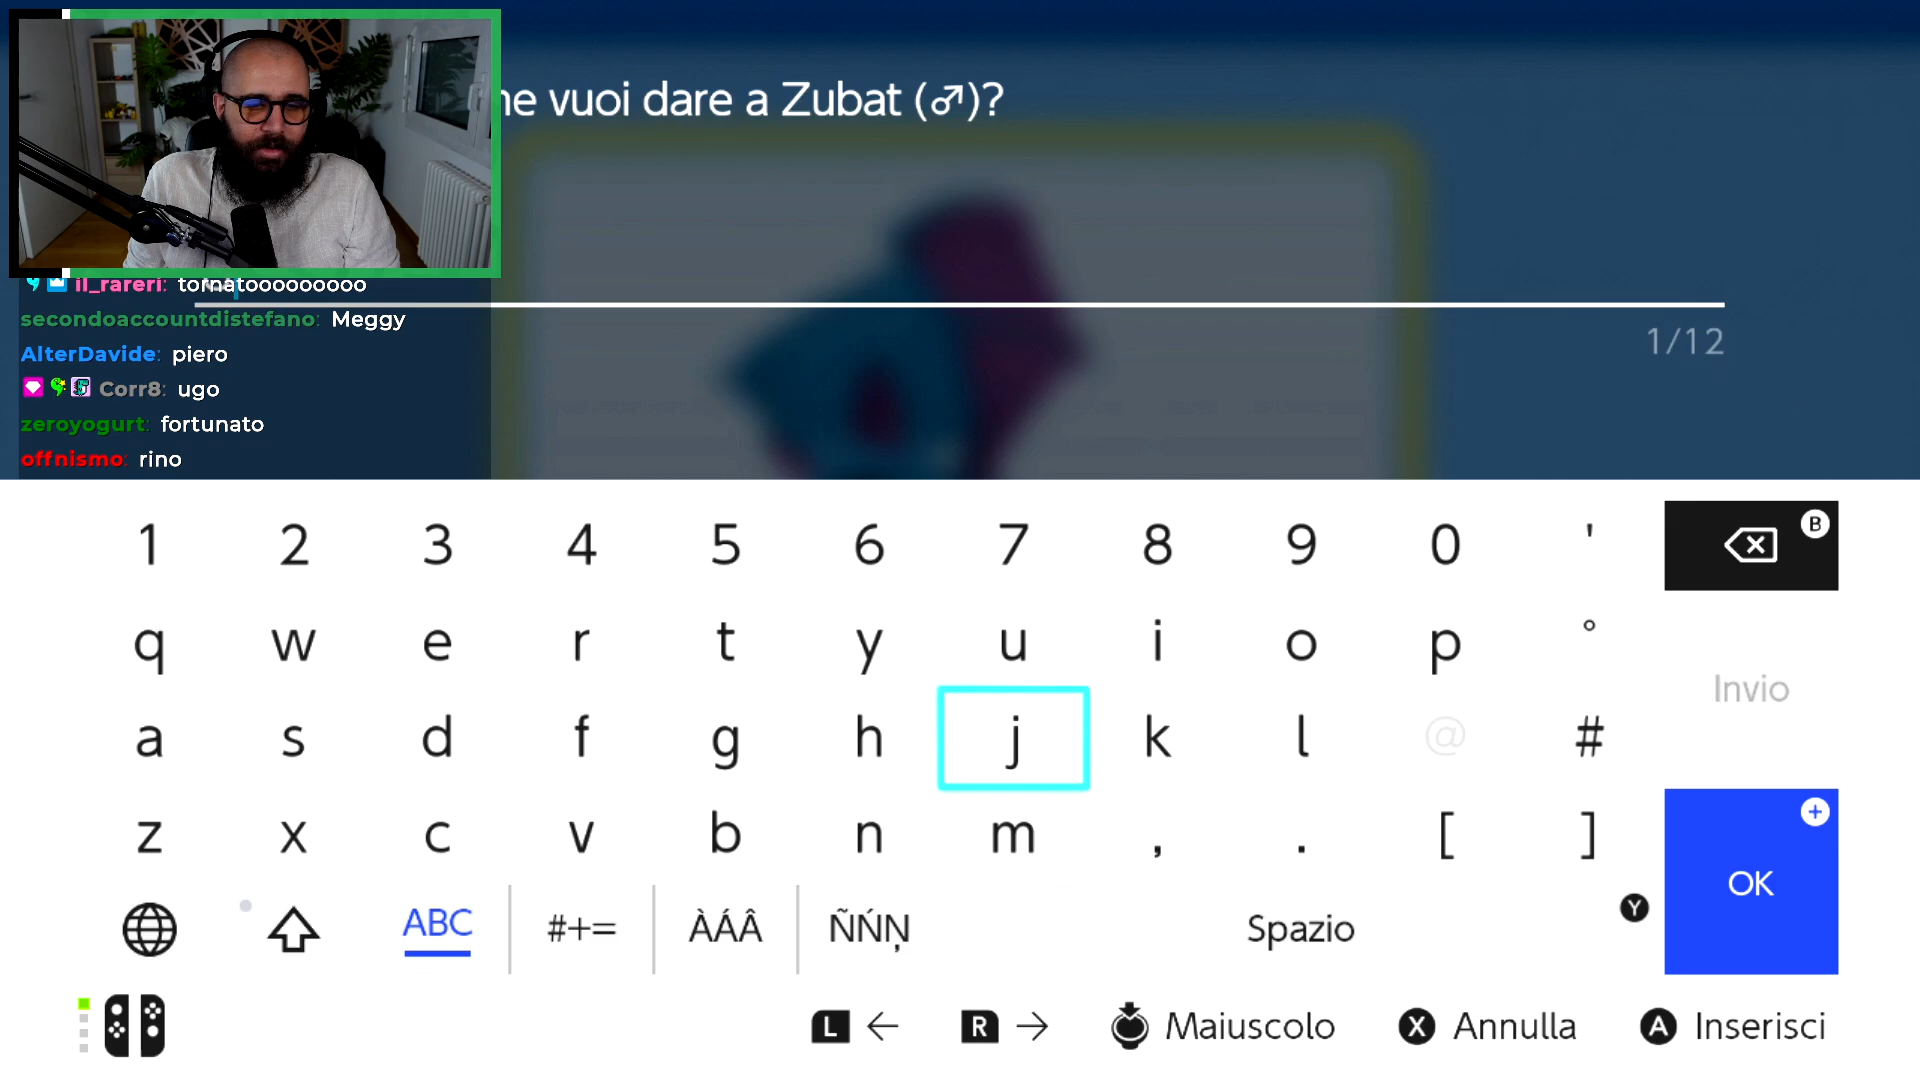 ne vuoi dare a Zubat (♂)?
il_rareri: tornatooooooooo
secondoaccountdistefano: Meggy
AlterDavide: piero
Corr8: ugo
zeroyogurt: fortunato
offnismo: rino
1/12
1 2 3 4 5 6 7 8 9 0 ' B
q w e r t y u i o p °
Invio
a s d f g h j k l @ #
z x c v b n m , . [ ]
+
OK
ABC #+= ÀÁÂ ÑŃŅ Spazio Y
L ← R → Maiuscolo X Annulla A Inserisci